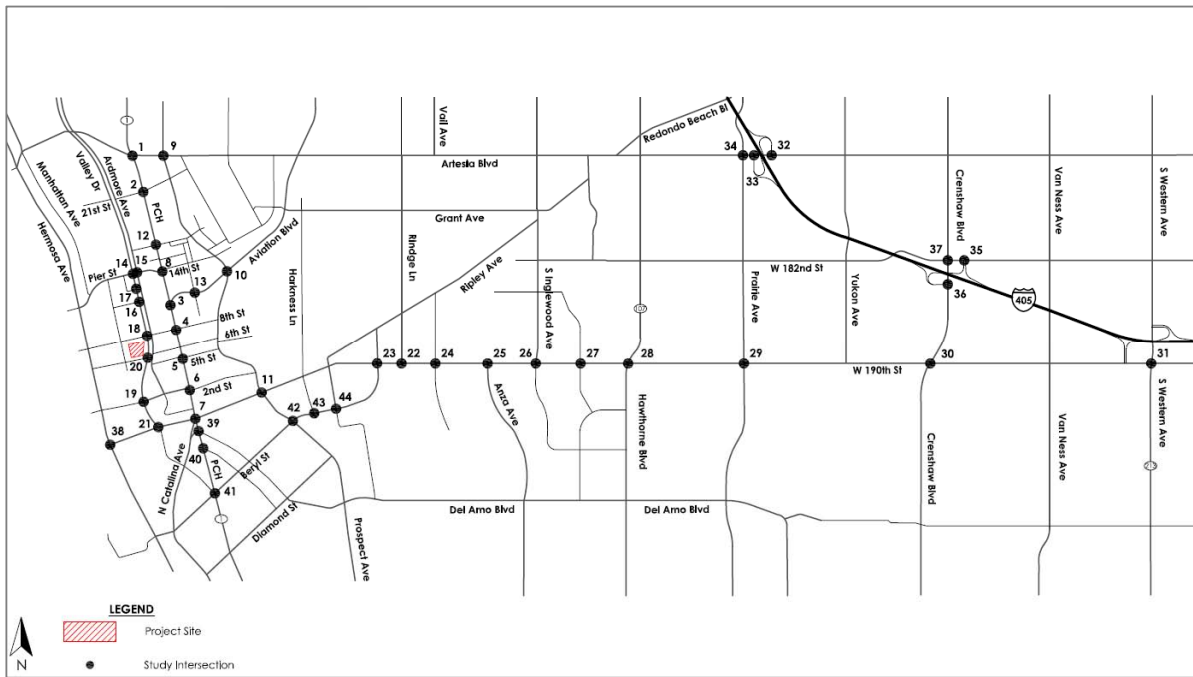 1
Vail Ave
Redondo Beach Bl
1
9
34
32
33
Artesia Blvd
Valley Dr
Ardmore Ave
Manhattan Ave
2
21st St
PCH
Hermosa Ave
Grant Ave
Aviation Blvd
Crenshaw Blvd
Van Ness Ave
S Western Ave
12
Pier St
14
15
8
14th St
10
Rindge Ln
Ripley Ave
37
35
W 182nd St
17
16
13
3
Harkness Ln
S Inglewood Ave
Prairie Ave
Yukon Ave
36
405
107
18
4
8th St
6th St
20
5
5th St
6
2nd St
11
23
22
24
25
26
27
28
29
W 190th St
30
31
19
21
7
42
43
44
Anza Ave
Hawthorne Blvd
38
39
40
N Catalina Ave
PCH
Beryl St
41
1
Diamond St
Prospect Ave
Del Amo Blvd
Del Amo Blvd
Crenshaw Blvd
Van Ness Ave
S Western Ave
213
LEGEND
Project Site
Study Intersection
N